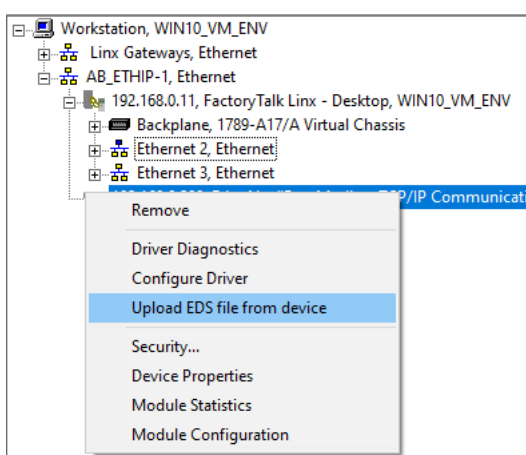 Workstation, WIN10_VM_ENV
Linx Gateways, Ethernet
AB_ETHIP-1, Ethernet
192.168.0.11, FactoryTalk Linx - Desktop, WIN10_VM_ENV
Backplane, 1789-A17/A Virtual Chassis
Ethernet 2, Ethernet
Ethernet 3, Ethernet
P/IP Communicati
Remove
Driver Diagnostics
Configure Driver
Upload EDS file from device
Security...
Device Properties
Module Statistics
Module Configuration